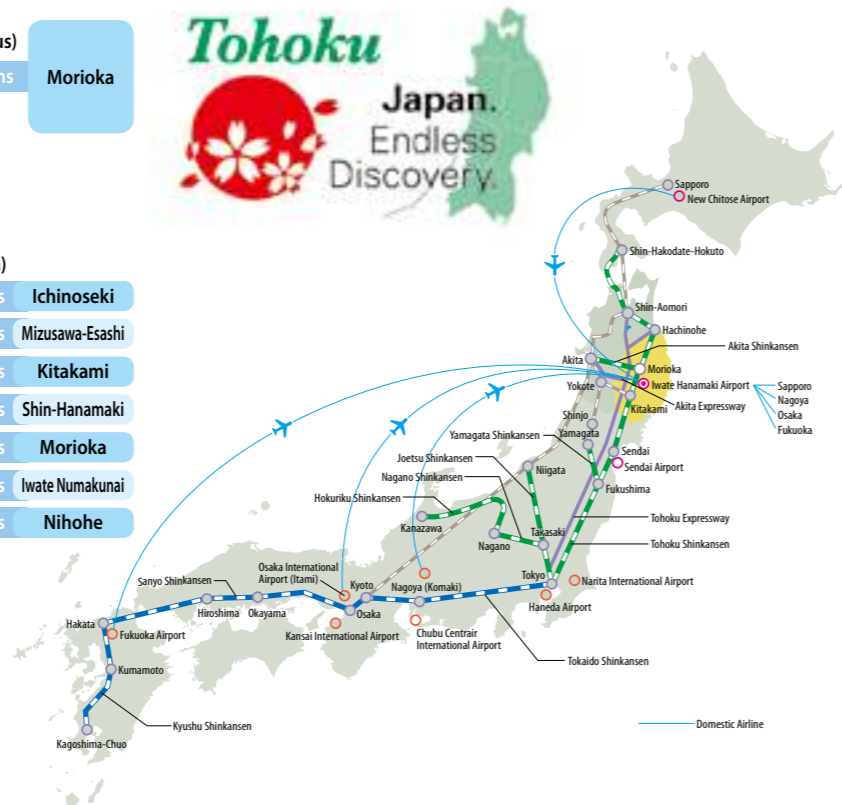 us)
ns
Morioka
Tohoku
Japan.
Endless
Discovery.
)
s
Ichinoseki
s
Mizusawa-Esashi
s
Kitakami
s
Shin-Hanamaki
s
Morioka
s
Iwate Numakunai
s
Nihohe
Sapporo
New Chitose Airport
Shin-Hakodate-Hokuto
Shin-Aomori
Hachinohe
Akita Shinkansen
Akita
Morioka
Iwate Hanamaki Airport
Sapporo
Nagoya
Osaka
Fukuoka
Yokote
Akita Expressway
Kitakami
Shinjo
Yamagata Shinkansen
Yamagata
Joetsu Shinkansen
Sendai
Sendai Airport
Nagano Shinkansen
Niigata
Hokuriku Shinkansen
Fukushima
Kanazawa
Takasaki
Tohoku Expressway
Nagano
Tohoku Shinkansen
Osaka International
Airport (Itami)
Kyoto
Sanyo Shinkansen
Nagoya (Komaki)
Tokyo
Narita International Airport
Haneda Airport
Hiroshima
Okayama
Osaka
Hakata
Fukuoka Airport
Kansai International Airport
Chubu Centrair
International Airport
Tokaido Shinkansen
Kumamoto
Kyushu Shinkansen
Kagoshima-Chuo
Domestic Airline